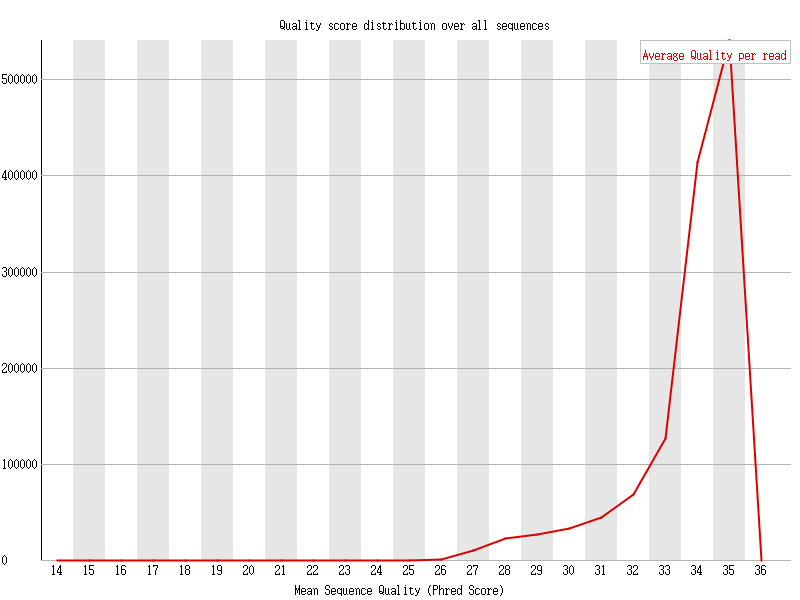 Quality score distribution over all sequences
Average Quality per read
500000
400000
300000
200000
100000
0
14 15 16 17 18 19 20 21 22 23 24 25 26 27 28 29 30 31 32 33 34 35 36
Mean Sequence Quality (Phred Score)